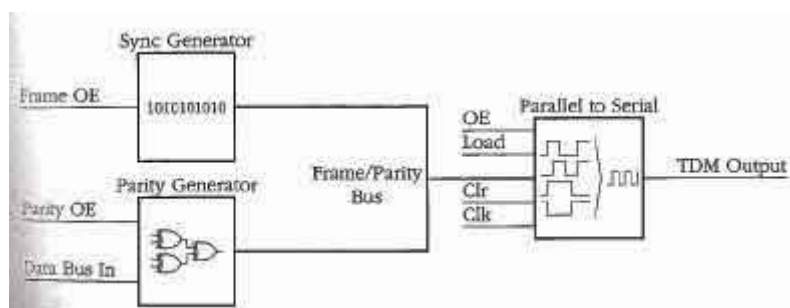 Sync Generator
Frame OE
1010101010
Parallel to Serial
OE
Load
Parity Generator
Frame/Parity
Bus
TDM Output
Clr
Parity OE
Clk
Data Bus In